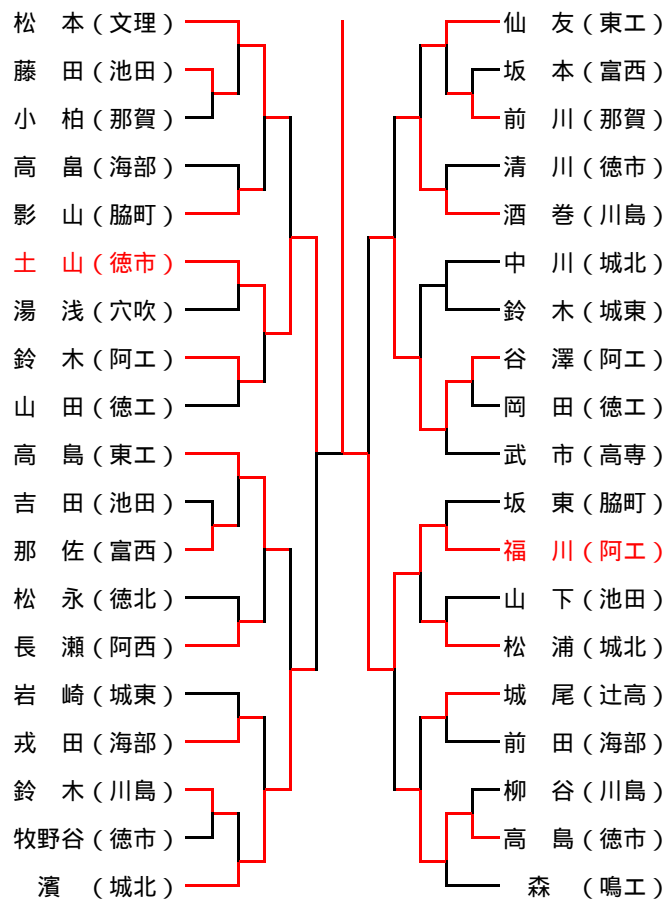 松　本（文理）
藤　田（池田）
小　柏（那賀）
高　畠（海部）
影　山（脇町）
土　山（徳市）
湯　浅（穴吹）
鈴　木（阿工）
山　田（徳工）
高　島（東工）
吉　田（池田）
那　佐（富西）
松　永（徳北）
長　瀬（阿西）
岩　崎（城東）
戎　田（海部）
鈴　木（川島）
牧野谷（徳市）
濱　（城北）
仙　友（東工）
坂　本（富西）
前　川（那賀）
清　川（徳市）
酒　巻（川島）
中　川（城北）
鈴　木（城東）
谷　澤（阿工）
岡　田（徳工）
武　市（高専）
坂　東（脇町）
福　川（阿工）
山　下（池田）
松　浦（城北）
城　尾（辻高）
前　田（海部）
柳　谷（川島）
高　島（徳市）
森　（鳴工）